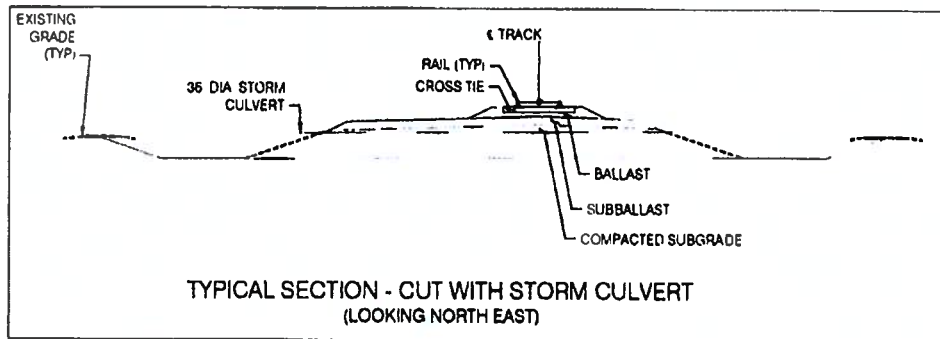 EXISTING
GRADE
(TYP)
℄ TRACK
RAIL (TYP)
CROSS TIE
36 DIA STORM
CULVERT
BALLAST
SUBBALLAST
COMPACTED SUBGRADE
TYPICAL SECTION - CUT WITH STORM CULVERT
(LOOKING NORTH EAST)